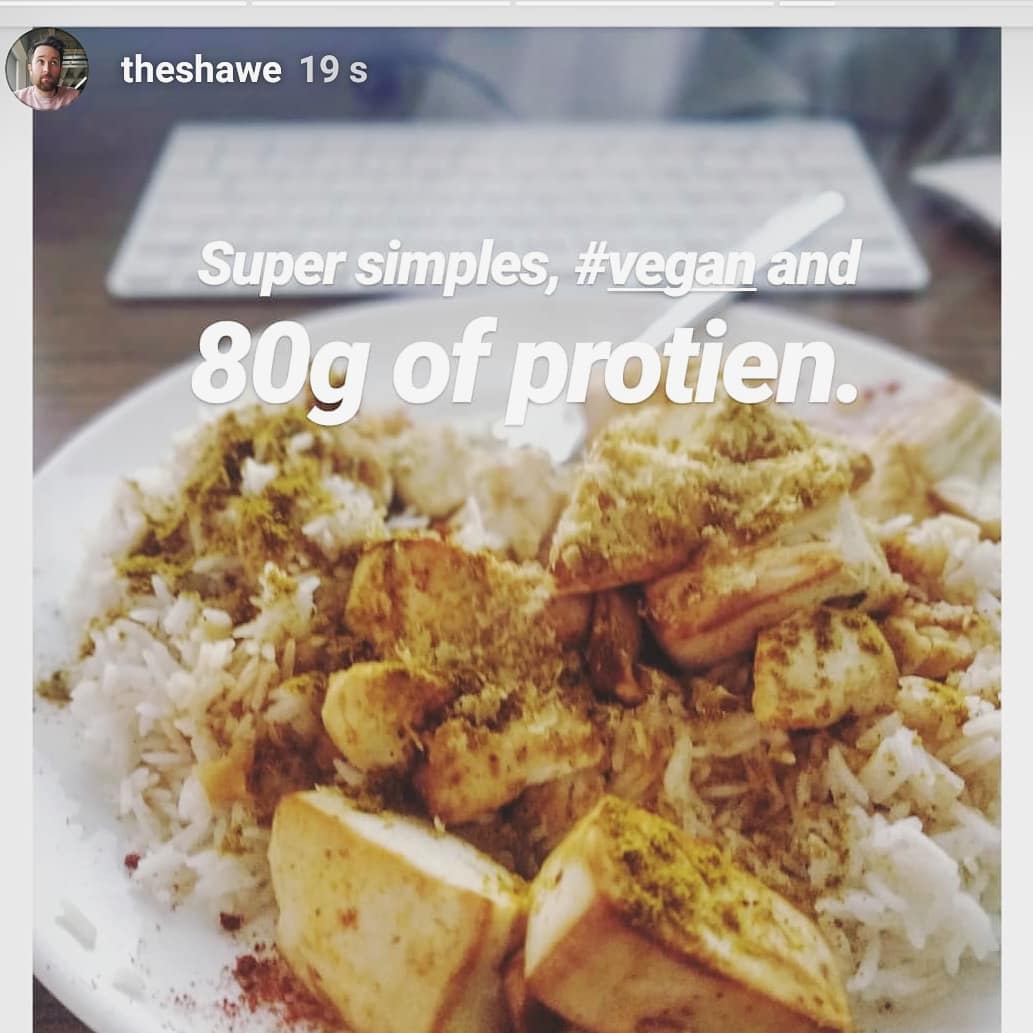 theshawe 19 s
Super simples, #vegan and
80g of protien.